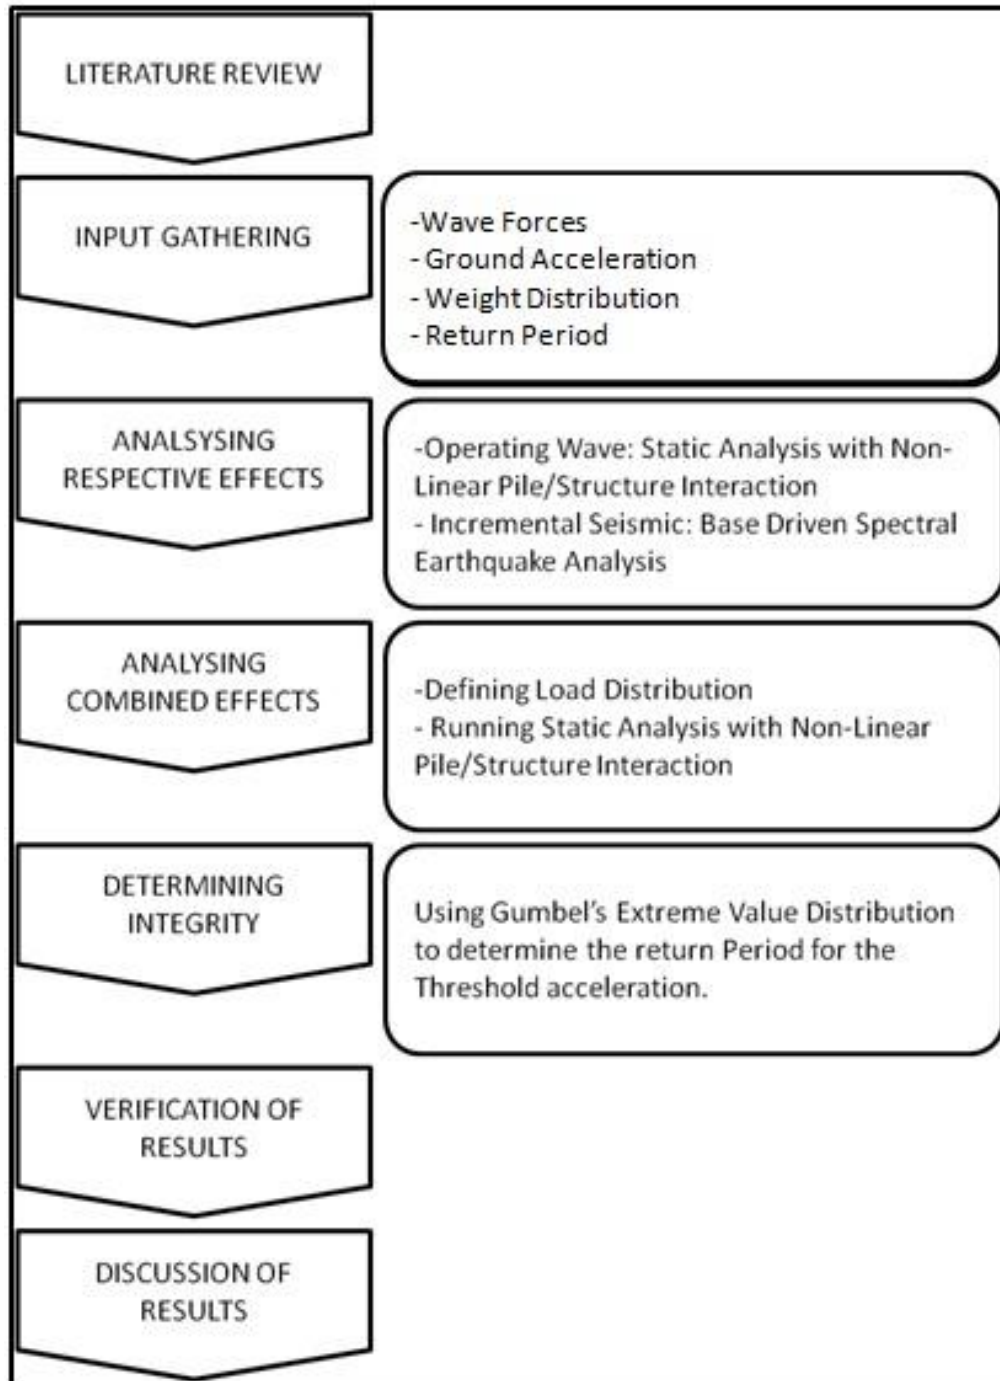 LITERATURE REVIEW
INPUT GATHERING
-Wave Forces
- Ground Acceleration
- Weight Distribution
- Return Period
ANALSYSING
RESPECTIVE EFFECTS
-Operating Wave: Static Analysis with Non-
Linear Pile/Structure Interaction
- Incremental Seismic: Base Driven Spectral
Earthquake Analysis
ANALYSING
COMBINED EFFECTS
-Defining Load Distribution
- Running Static Analysis with Non-Linear
Pile/Structure Interaction
DETERMINING
INTEGRITY
Using Gumbel’s Extreme Value Distribution
to determine the return Period for the
Threshold acceleration.
VERIFICATION OF
RESULTS
DISCUSSION OF
RESULTS